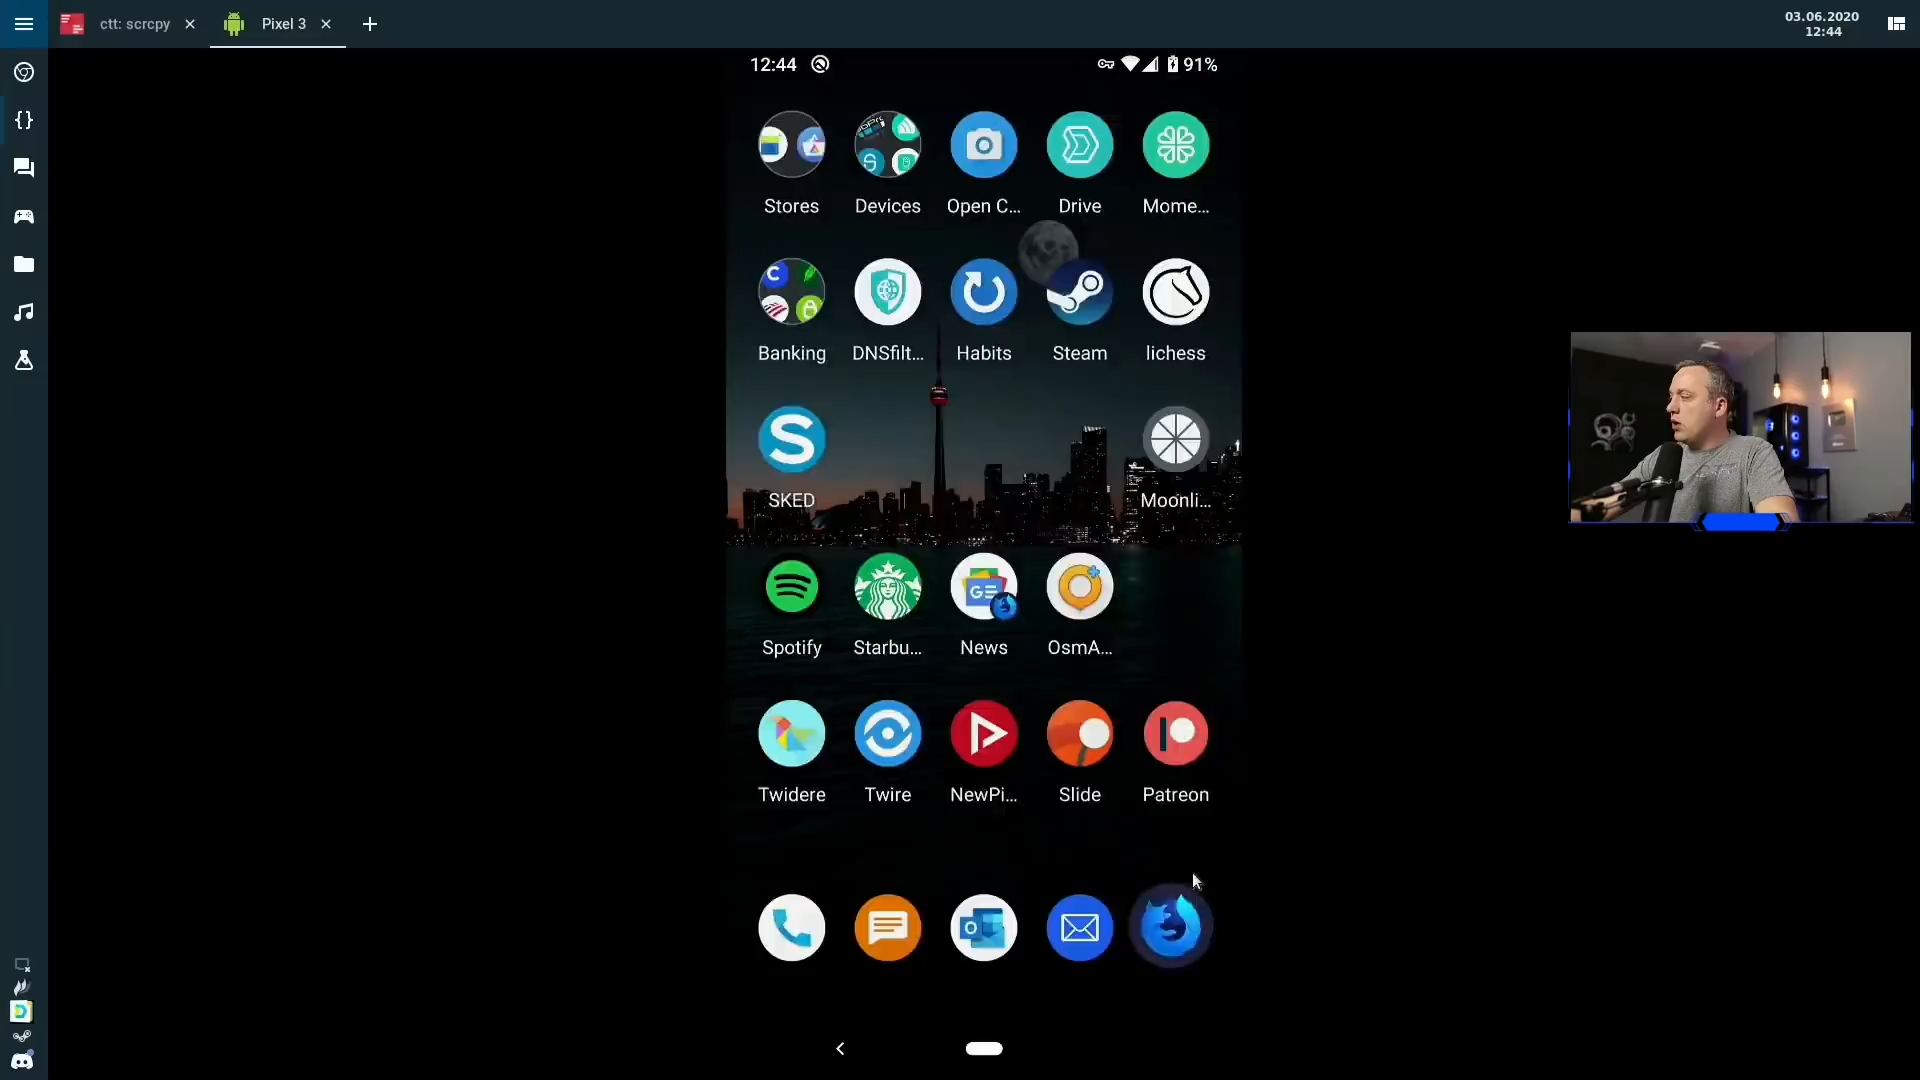 ctt: scrcpy
Pixel 3
03.06.2020
12:44
12:44
91%
Stores
Devices
Open C...
Drive
Mome...
Banking
DNSfilt...
Habits
Steam
lichess
SKED
Moonli...
Spotify
Starbu...
News
OsmA...
Twidere
Twire
NewPi...
Slide
Patreon